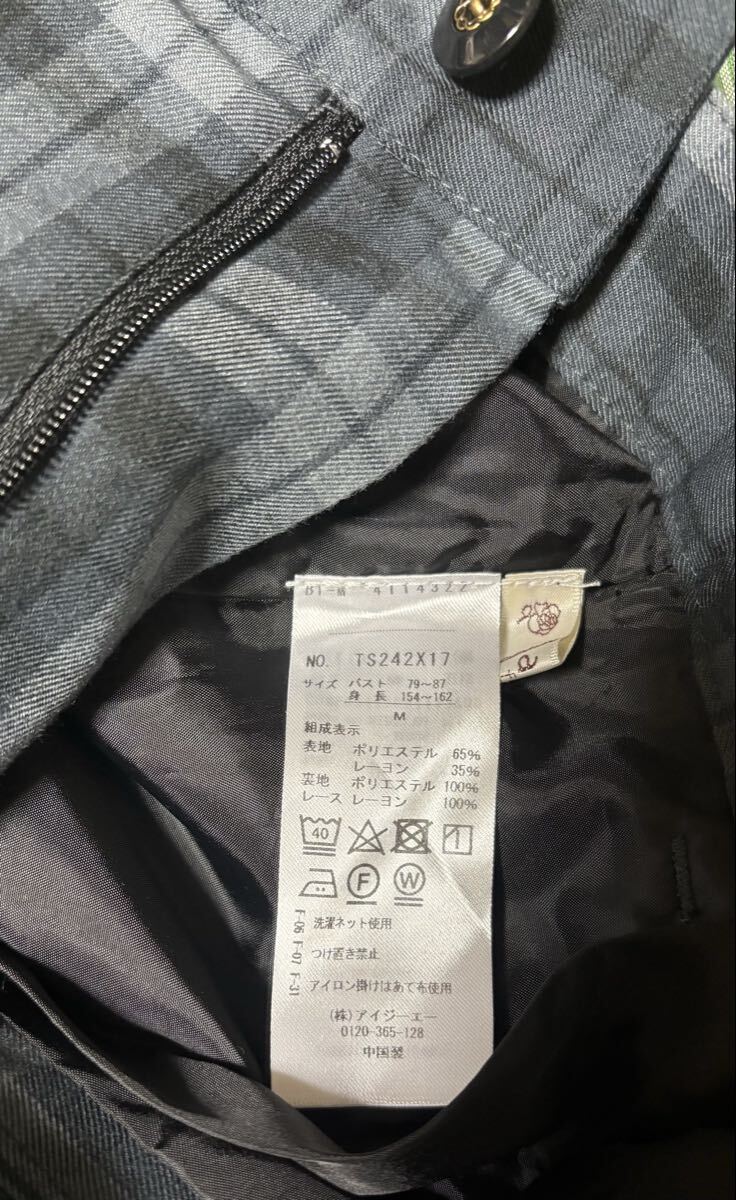 4114322
NO. TS242X17
サイズ バスト 79〜87
身長 154〜162
M
組成表示
表地 ポリエステル 65%
レーヨン 35%
裏地 ポリエステル 100%
レース レーヨン 100%
40
F W
F-06 洗濯ネット使用
F-07 つけ置き禁止
F-11 アイロン掛けはあて布使用
(株)アイジーエー
0120-365-128
中国製